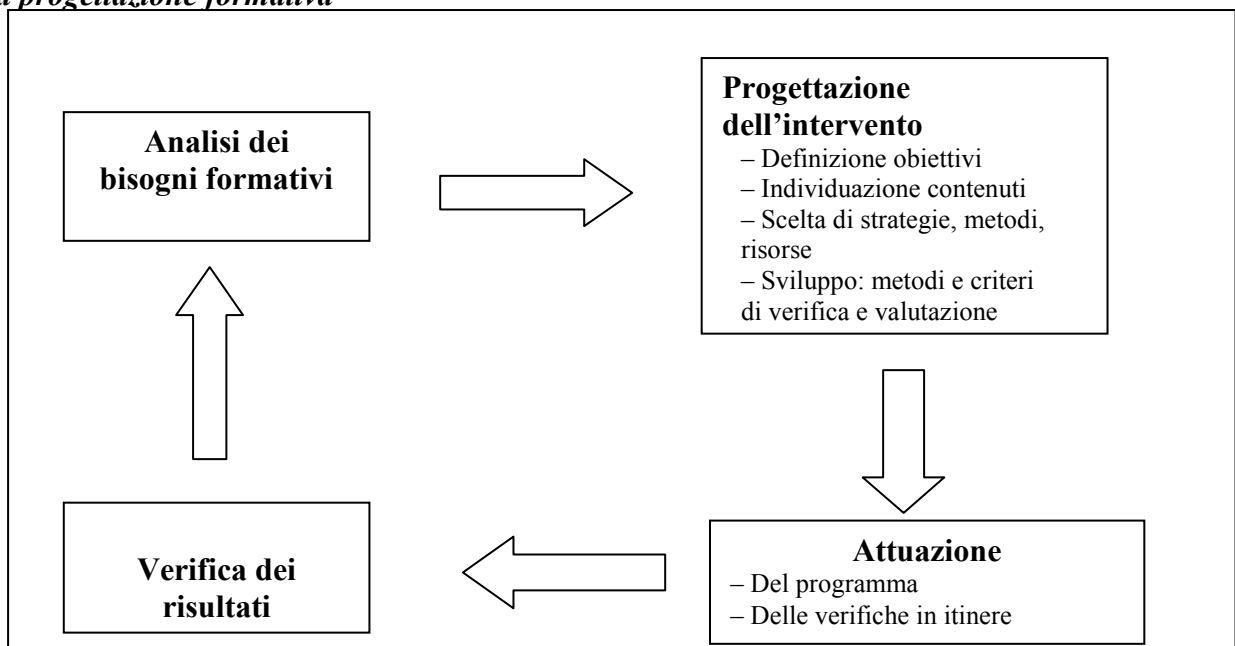 progettazione formativa
Analisi dei
bisogni formativi
Progettazione
dell’intervento
– Definizione obiettivi
– Individuazione contenuti
– Scelta di strategie, metodi,
risorse
– Sviluppo: metodi e criteri
di verifica e valutazione
Verifica dei
risultati
Attuazione
– Del programma
– Delle verifiche in itinere